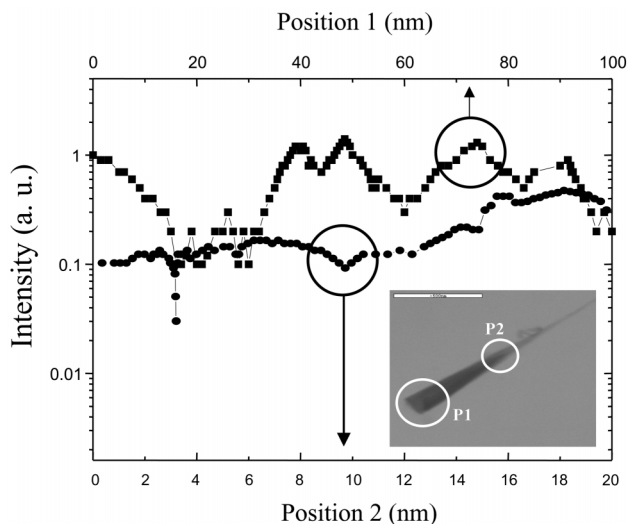 Position 1 (nm)
0 20 40 60 80 100
Intensity (a. u.)
1
0.1
0.01
P2
P1
0 2 4 6 8 10 12 14 16 18 20
Position 2 (nm)